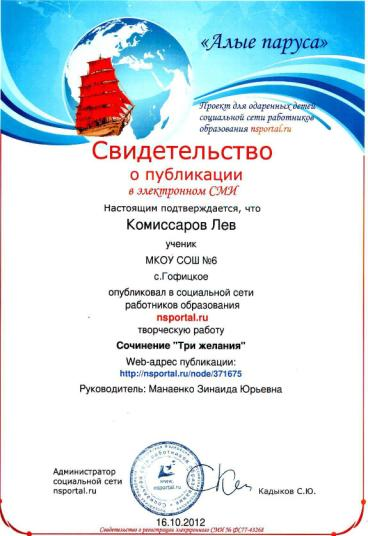 «Алые паруса»
Проект для одаренных детей
социальной сети работников
образования nsportal.ru
Свидетельство
о публикации
в электронном СМИ
Настоящим подтверждается, что
Комиссаров Лев
ученик
МКОУ СОШ №6
с.Гофицкое
опубликовал в социальной сети
работников образования
nsportal.ru
творческую работу
Сочинение "Три желания"
Web-адрес публикации:
http://nsportal.ru/node/371675
Руководитель: Манаенко Зинаида Юрьевна
Администратор
социальной сети
nsportal.ru
www.
nsportal.ru
Кадыков С.Ю.
16.10.2012
Свидетельство о регистрации электронного СМИ № ФС77-43268